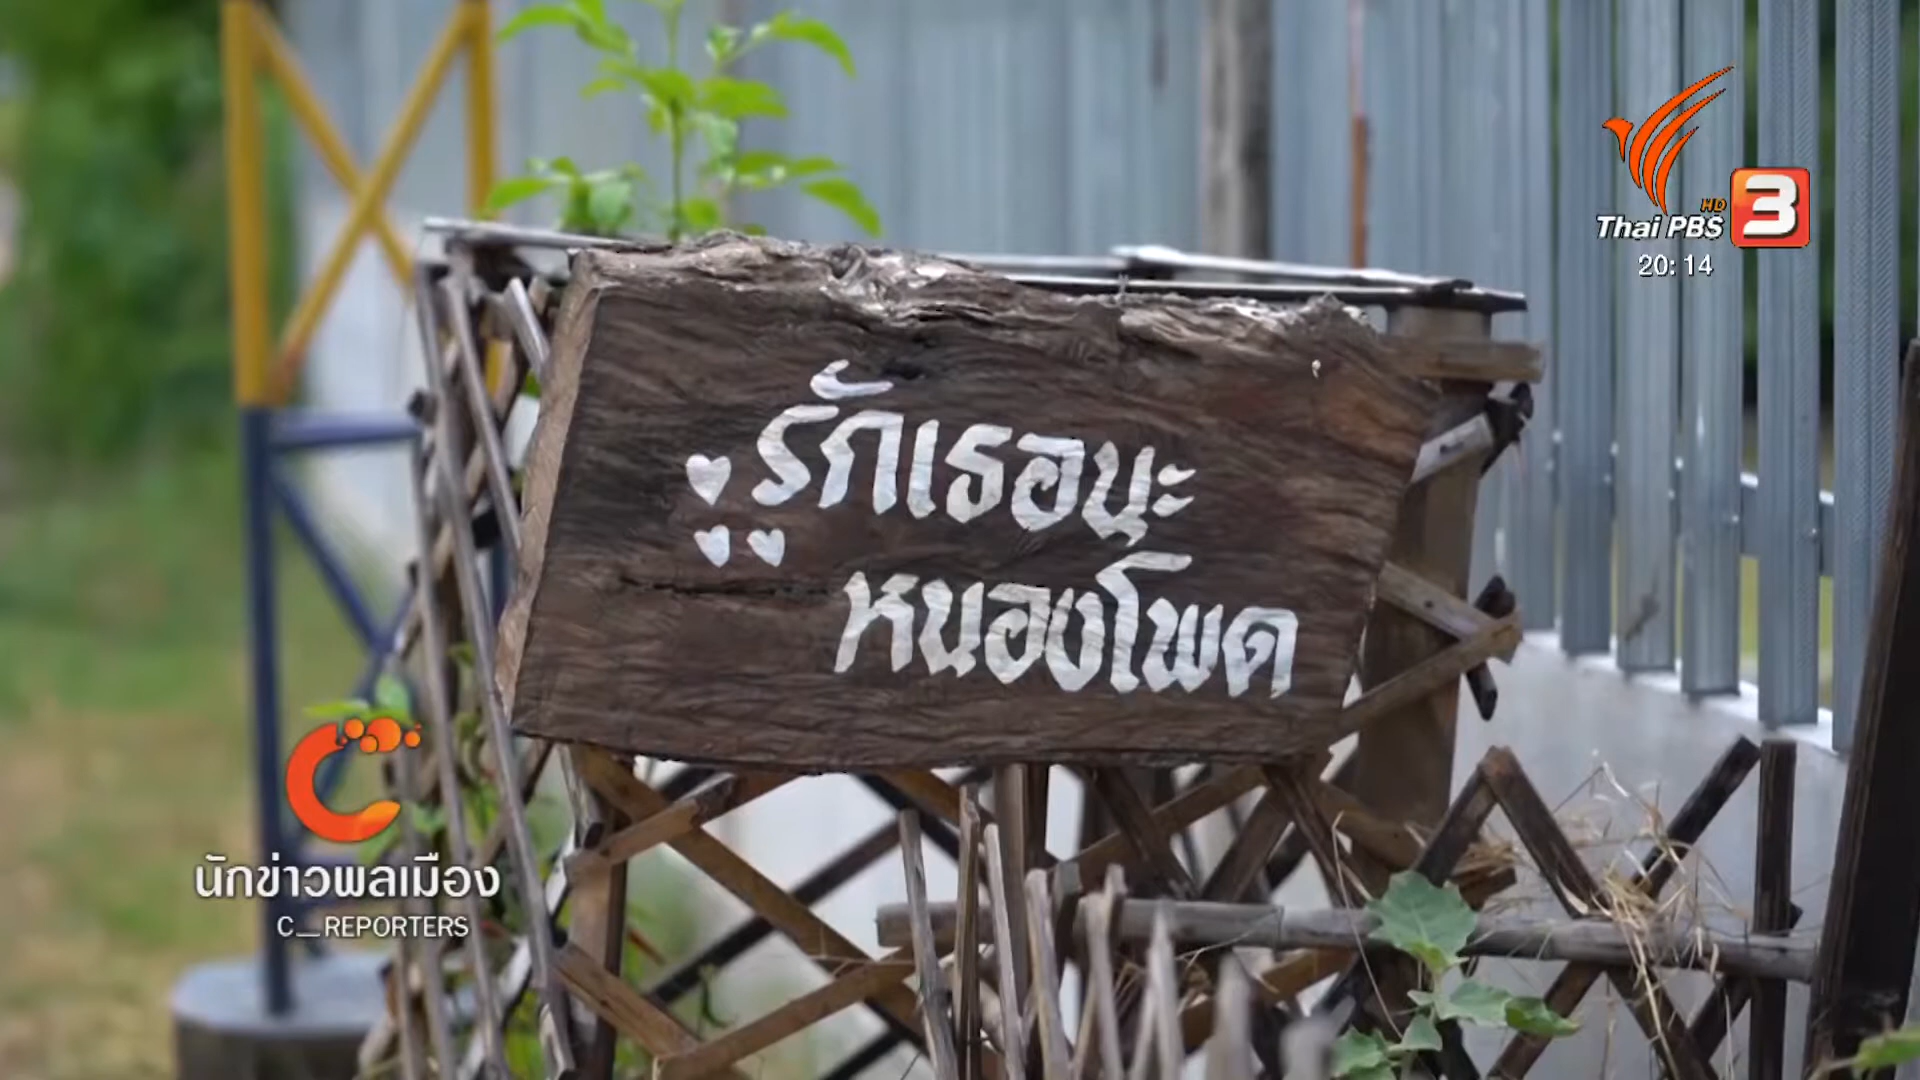 Thai PBS HD 3
20:14
รักเธอนะ
หนองโพด
นักข่าวพลเมือง
C_REPORTERS